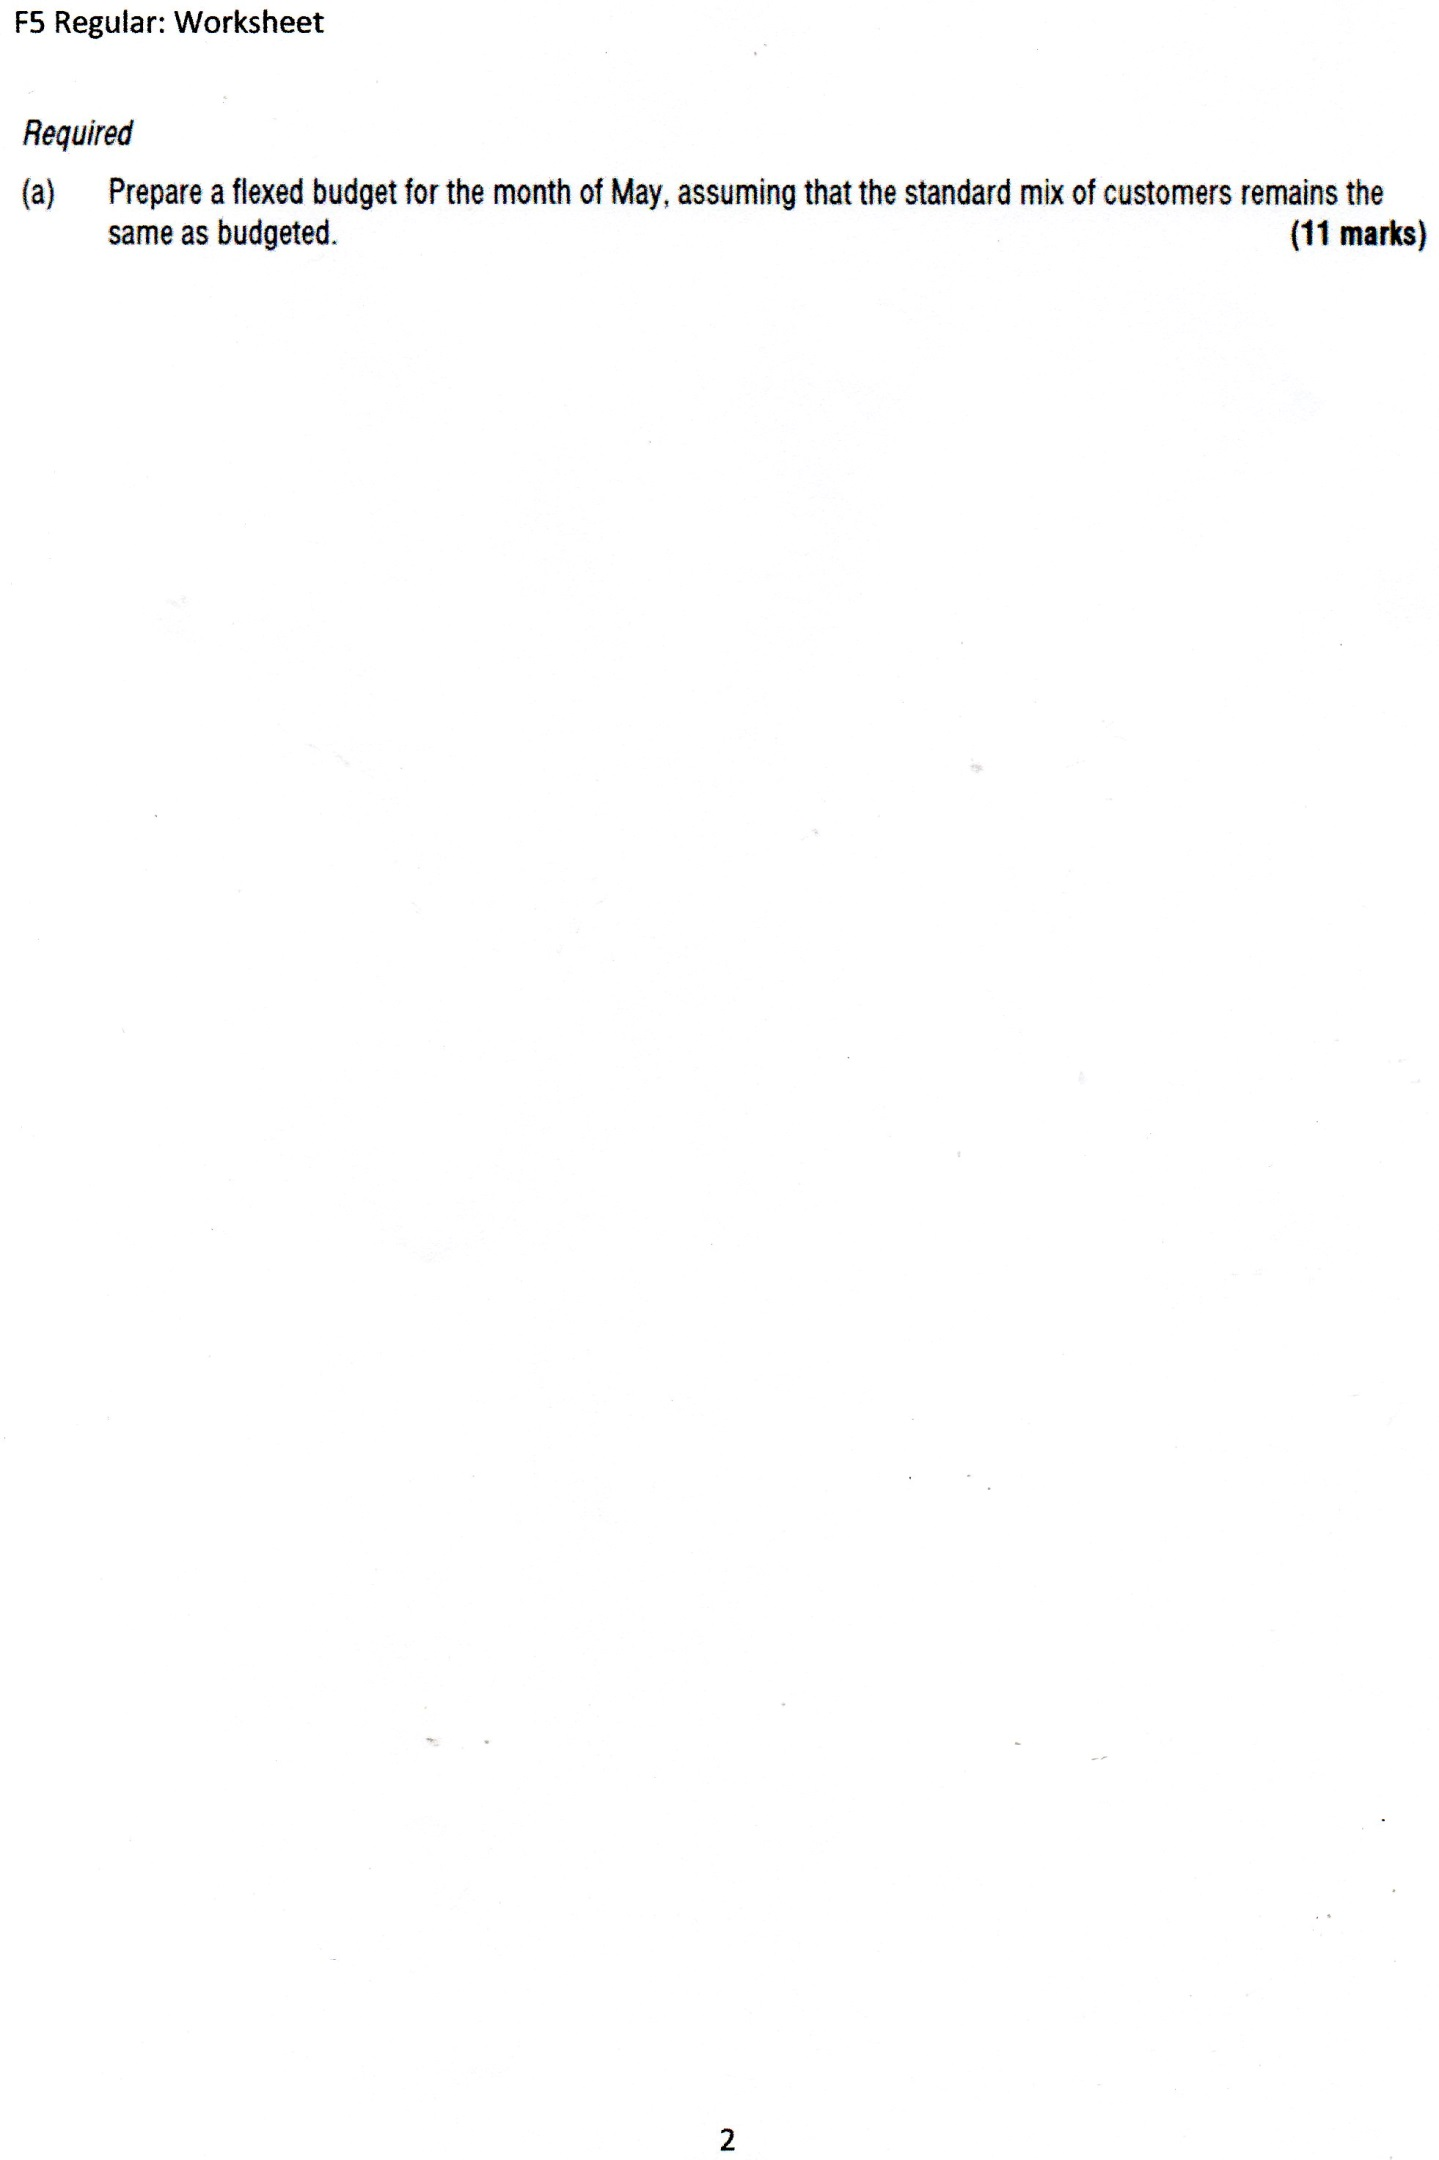 F5 Regular: Worksheet
Required
(a) Prepare a flexed budget for the month of May, assuming that the standard mix of customers remains the
same as budgeted. (11 marks)
2